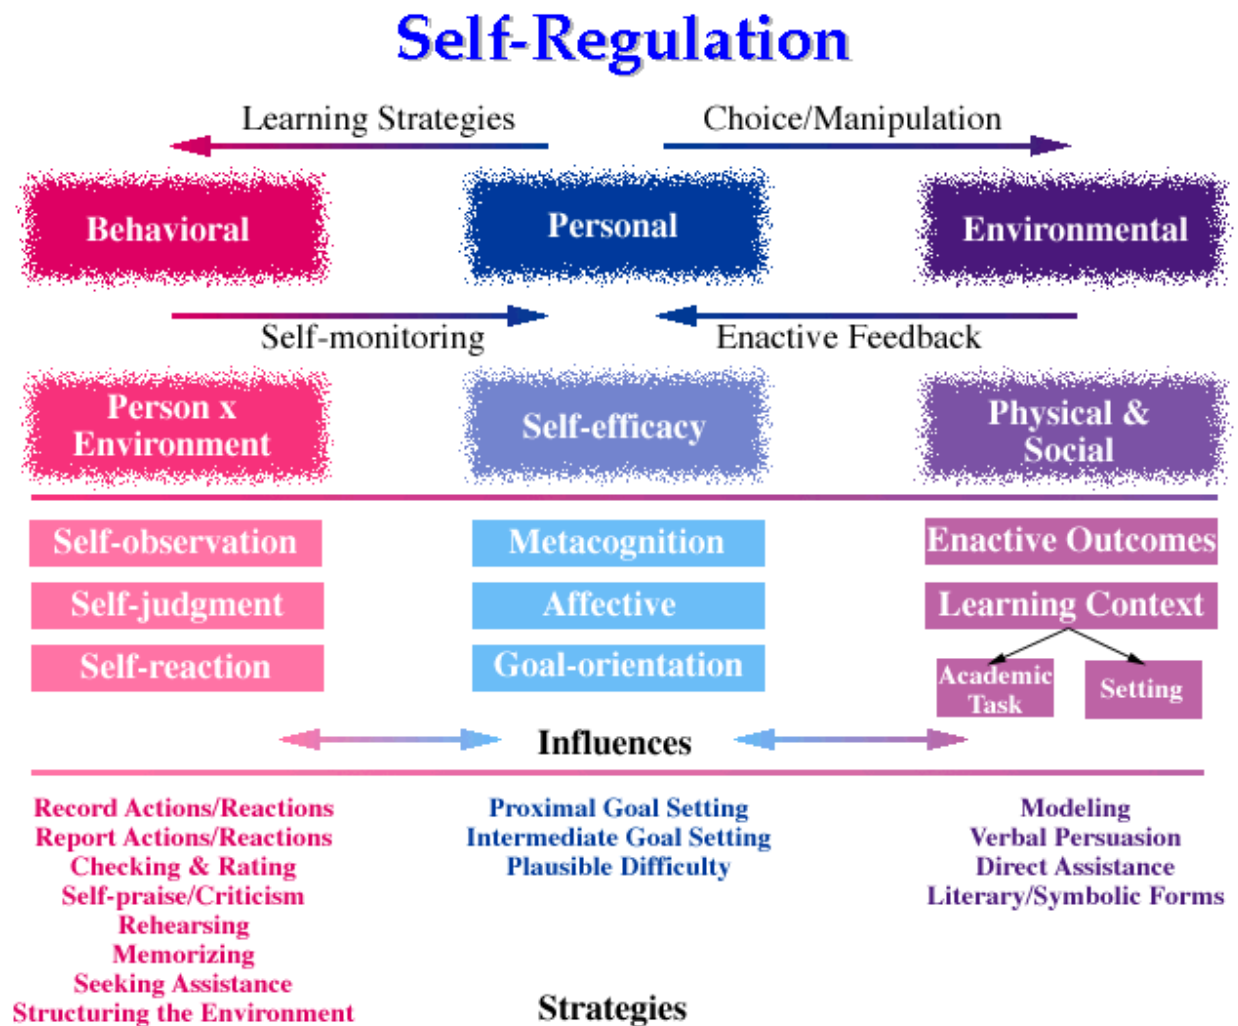 Self-Regulation
Learning Strategies
Choice/Manipulation
Behavioral
Personal
Environmental
Self-monitoring
Enactive Feedback
Person x
Environment
Self-efficacy
Physical &
Social
Self-observation
Metacognition
Enactive Outcomes
Self-judgment
Affective
Learning Context
Self-reaction
Goal-orientation
Academic
Task
Setting
Influences
Record Actions/Reactions
Report Actions/Reactions
Checking & Rating
Self-praise/Criticism
Rehearsing
Memorizing
Seeking Assistance
Structuring the Environment
Proximal Goal Setting
Intermediate Goal Setting
Plausible Difficulty
Modeling
Verbal Persuasion
Direct Assistance
Literary/Symbolic Forms
Strategies